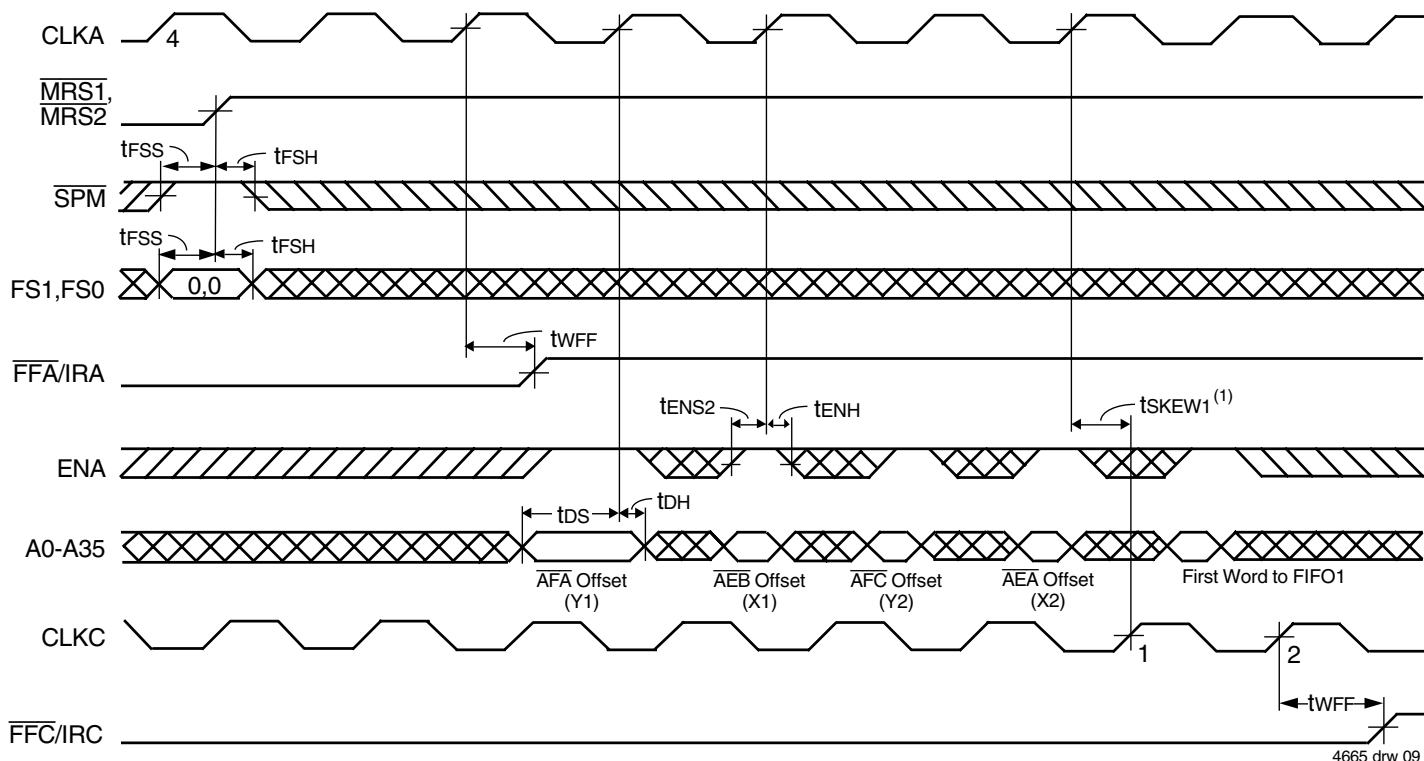 CLKA
4
MRS1,
MRS2
tFSS
tFSH
SPM
tFSS
tFSH
FS1,FS0
0,0
tWFF
FFA/IRA
tENS2
tENH
tSKEW1 (1)
ENA
tDS
tDH
A0-A35
AFA Offset
(Y1)
AEB Offset
(X1)
AFC Offset
(Y2)
AEA Offset
(X2)
First Word to FIFO1
CLKC
1
2
tWFF
FFC/IRC
4665 drw 09